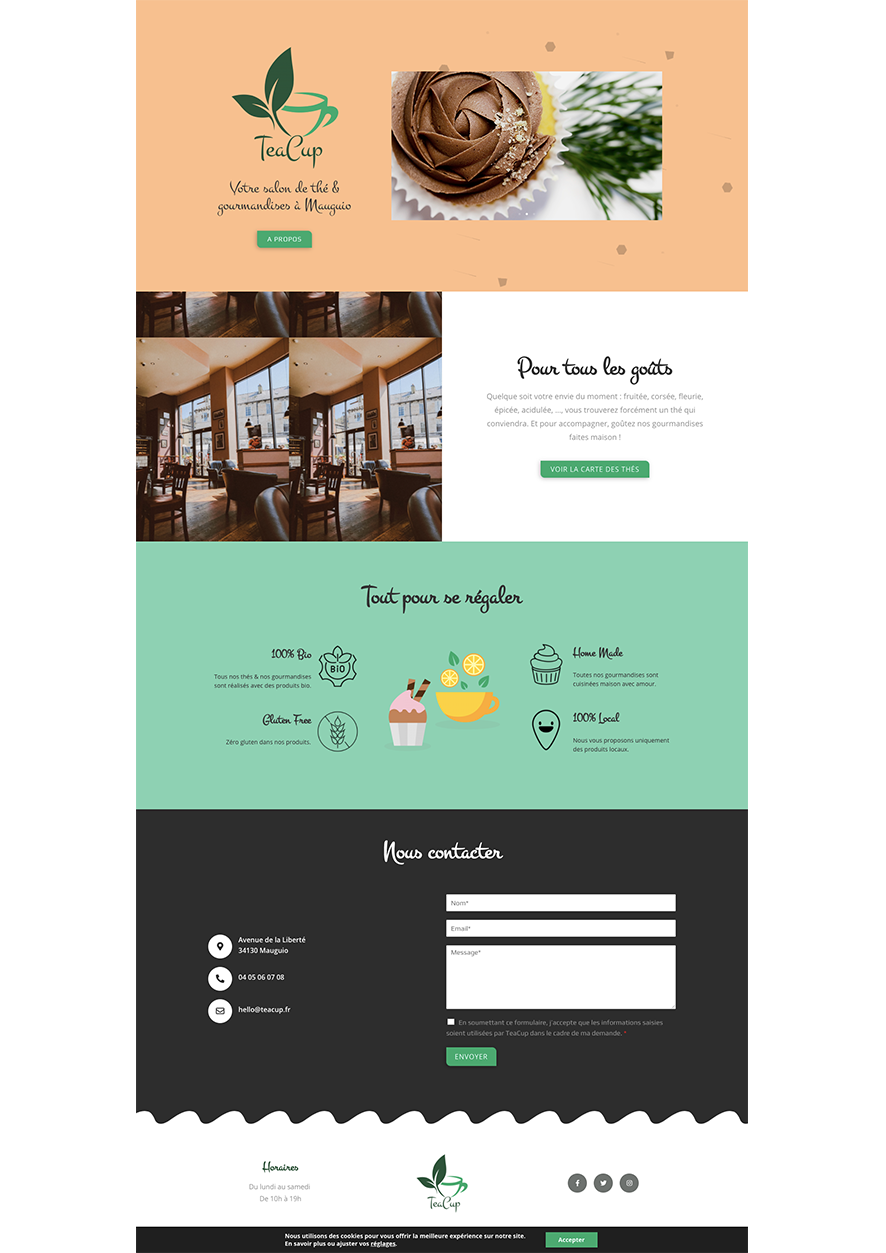 TeaCup
Votre salon de thé &
gourmandises à Mauguio
A PROPOS
Pour tous les goûts
Quelque soit votre envie du moment : fruitée, corsée, fleurie,
épicée, acidulée, ..., vous trouverez forcément un thé qui
conviendra. Et pour accompagner, goûtez nos gourmandises
faites maison !
VOIR LA CARTE DES THÉS
Tout pour se régaler
100% Bio
Tous nos thés & nos gourmandises
sont réalisés avec des produits bio.
BIO
Gluten Free
Zéro gluten dans nos produits.
Home Made
Toutes nos gourmandises sont
cuisinées maison avec amour.
100% Local
Nous vous proposons uniquement
des produits locaux.
Nous contacter
Avenue de la Liberté
34130 Mauguio
04 05 06 07 08
hello@teacup.fr
Nom*
Email*
Message*
En soumettant ce formulaire, j'accepte que les informations saisies
soient utilisées par TeaCup dans le cadre de ma demande. *
ENVOYER
Horaires
Du lundi au samedi
De 10h à 19h
TeaCup
Nous utilisons des cookies pour vous offrir la meilleure expérience sur notre site.
En savoir plus ou ajuster vos réglages.
Accepter